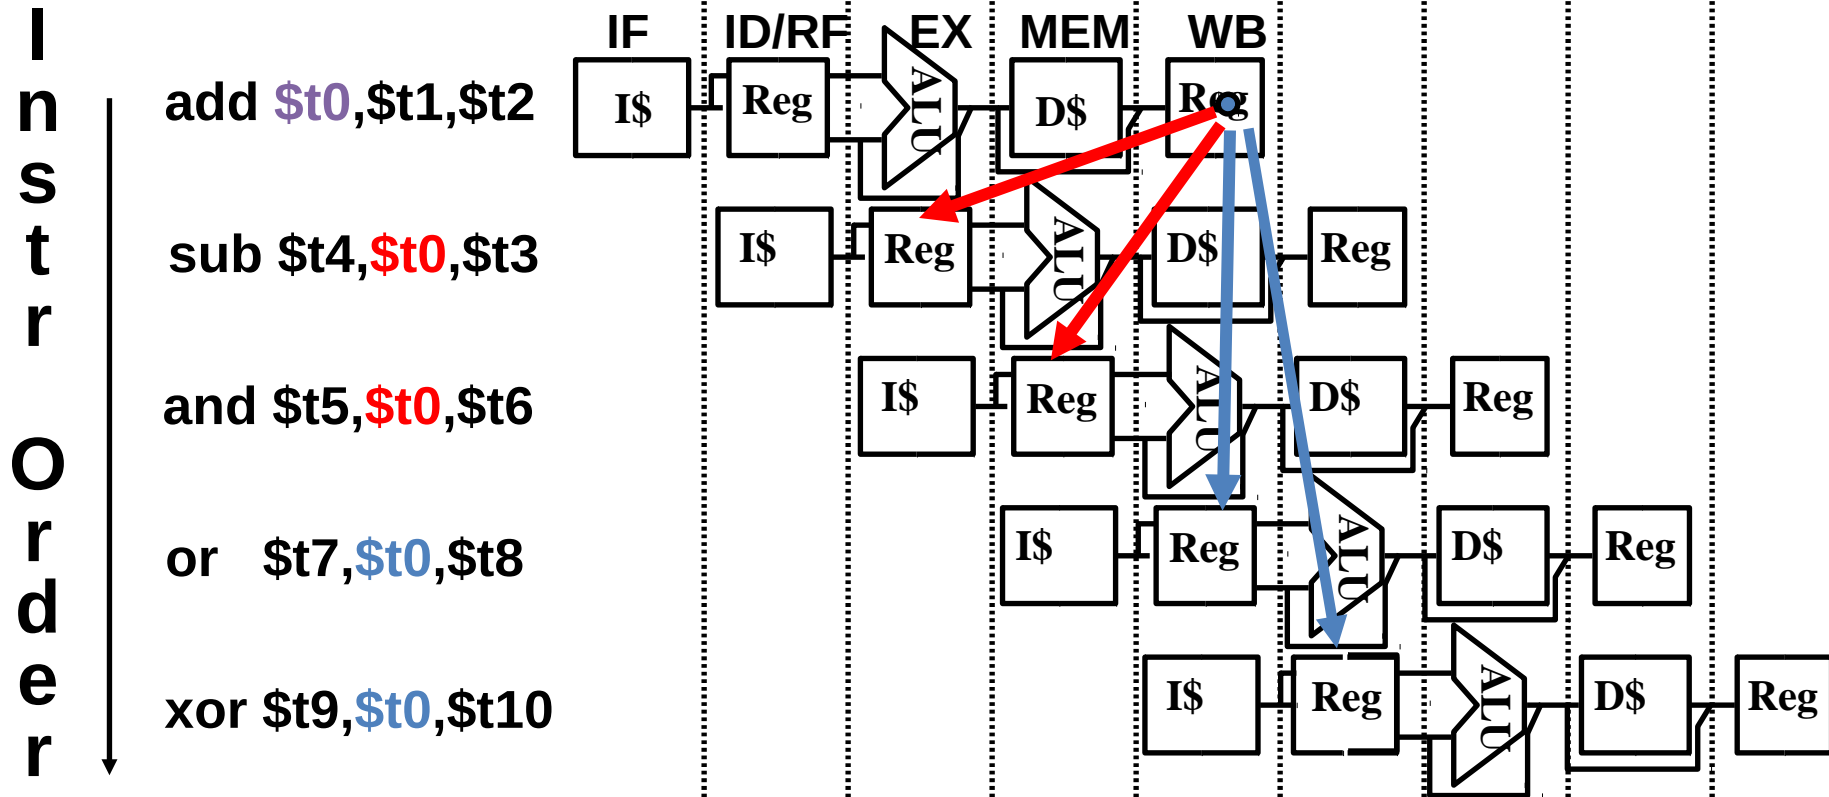 Instr Order
IF ID/RF EX MEM WB
add $t0,$t1,$t2
I$ Reg ALU D$ Reg
sub $t4,$t0,$t3
I$ Reg ALU D$ Reg
and $t5,$t0,$t6
I$ Reg ALU D$ Reg
or $t7,$t0,$t8
I$ Reg ALU D$ Reg
xor $t9,$t0,$t10
I$ Reg ALU D$ Reg